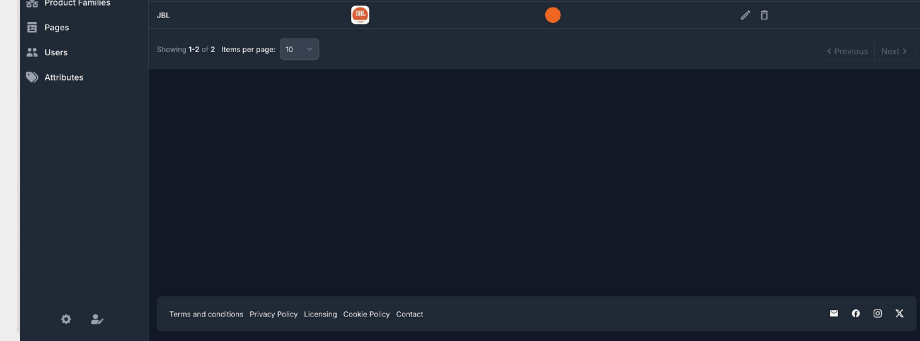 Product Families
JBL
JBL
Pages
Users
Showing 1-2 of 2 Items per page: 10
Previous Next
Attributes
Terms and conditions Privacy Policy Licensing Cookie Policy Contact